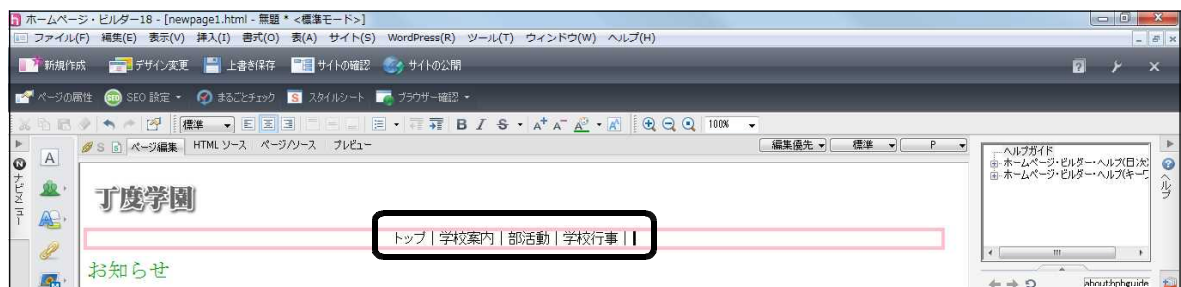 ホームページ・ビルダー18 - [newpage1.html - 無題 * <標準モード>]
ファイル(F) 編集(E) 表示(V) 挿入(I) 書式(O) 表(A) サイト(S) WordPress(R) ツール(T) ウィンドウ(W) ヘルプ(H)
新規作成 デザイン変更 上書き保存 サイトの確認 サイトの公開
ページの属性 SEO SEO 設定 まるごとチェック S スタイルシート ブラウザー確認
標準 B I S A+ A- A A 100%
S ページ編集 HTML ソース ページ/ソース プレビュー 編集優先 標準 P
ヘルプガイド
ホームページ・ビルダー・ヘルプ(目次
ホームページ・ビルダー・ヘルプ(キーワ
N ナビメニュー
A
ヘルプ
丁度学園
トップ | 学校案内 | 部活動 | 学校行事 |
お知らせ
about:hpbguide